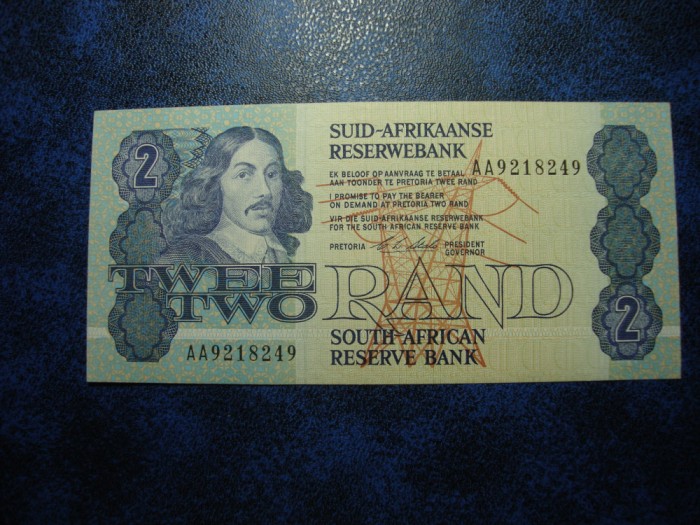 2
SUID-AFRIKAANSE
RESERWEBANK
AA9218249
EK BELOOF OP AANVRAAG TE BETAAL
AAN TOONDER TE PRETORIA TWEE RAND
I PROMISE TO PAY THE BEARER
ON DEMAND AT PRETORIA TWO RAND
VIR DIE SUID-AFRIKAANSE RESERWEBANK
FOR THE SOUTH AFRICAN RESERVE BANK
PRETORIA PRESIDENT
GOVERNOR
TWEE
TWO RAND
2
SOUTH AFRICAN
RESERVE BANK
AA9218249